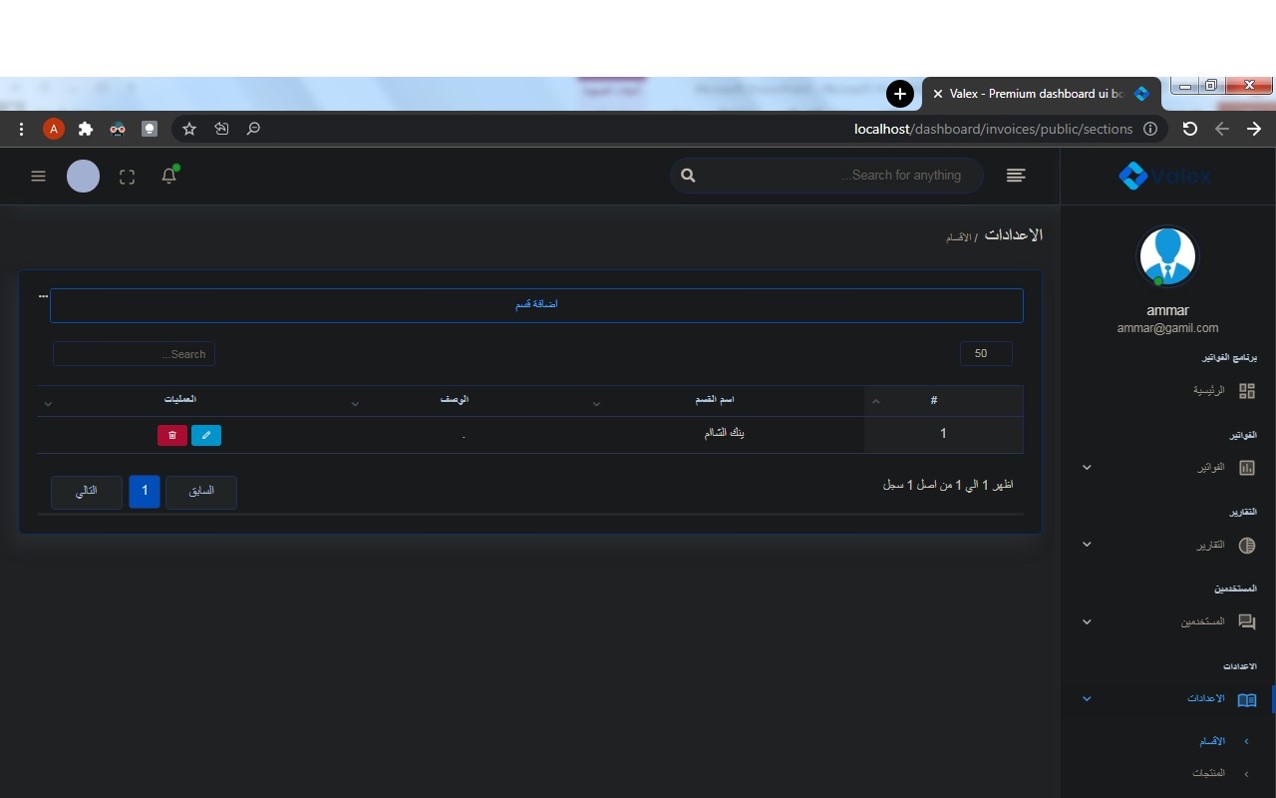 Valex - Premium dashboard ui bo
A
localhost/dashboard/invoices/public/sections
Valex
Search for anything...
الاعدادات / الاقسام
اضافة قسم
50
Search...
# اسم القسم الوصف العمليات
1 بنك الشاام .
اظهر 1 الي 1 من اصل 1 سجل
السابق 1 التالي
ammar
ammar@gamil.com
برنامج الفواتير
الرئيسية
الفواتير
الفواتير
التقارير
التقارير
المستخدمين
المستخدمين
الاعدادات
الاعدادات
الاقسام
المنتجات